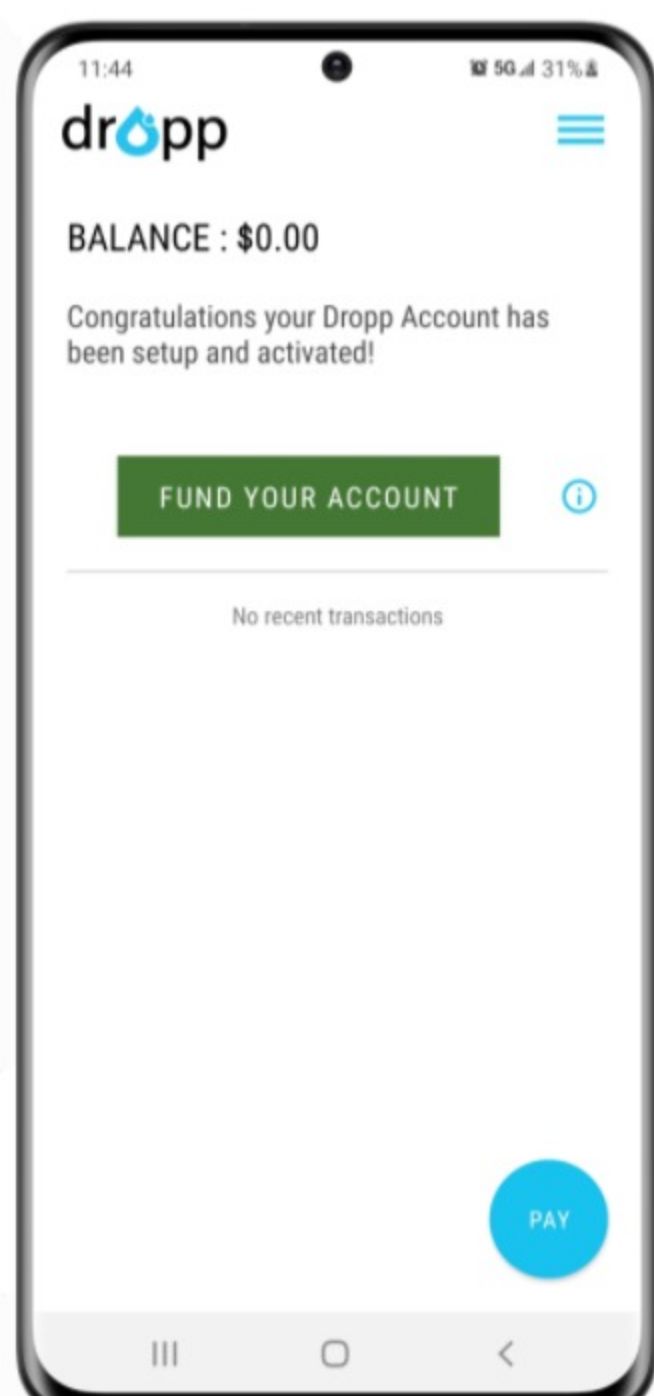 11:44
5G 31%
dropp
BALANCE : $0.00
Congratulations your Dropp Account has
been setup and activated!
FUND YOUR ACCOUNT
No recent transactions
PAY